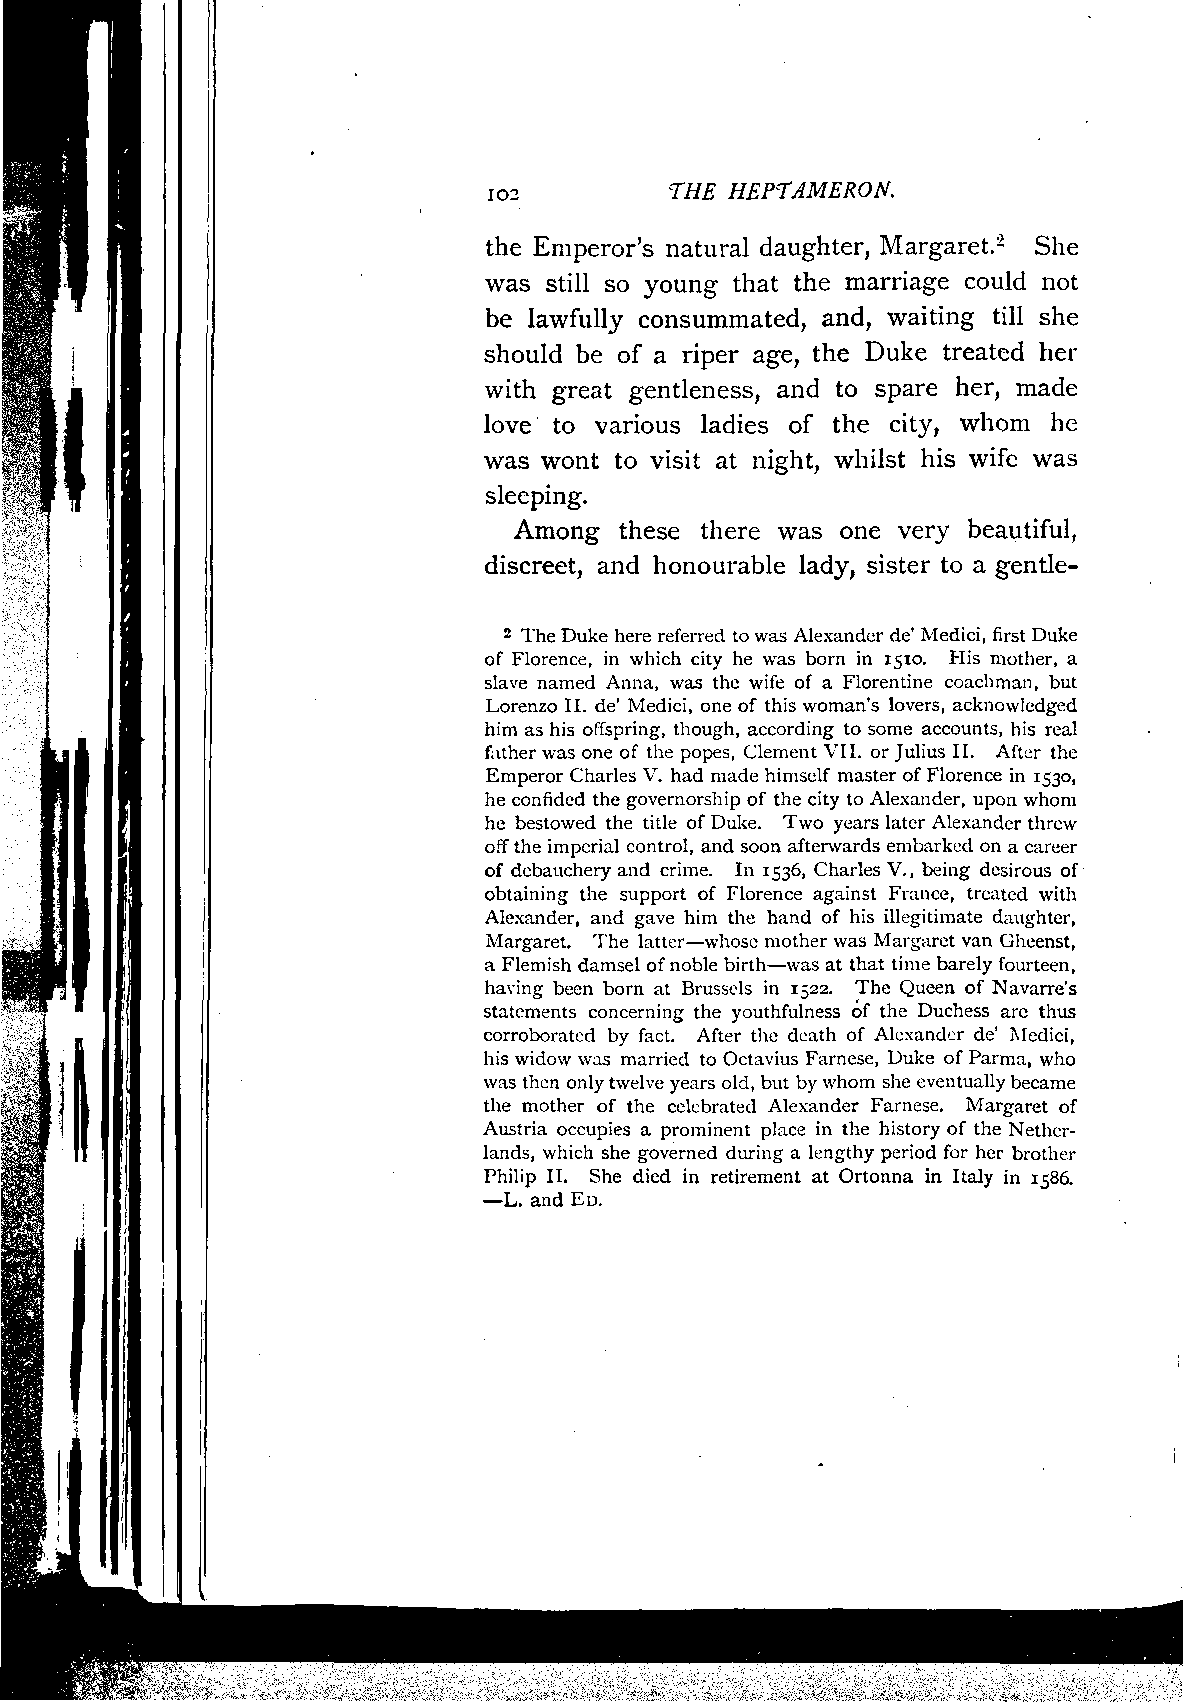 102 THE HEPTAMERON.
the Emperor's natural daughter, Margaret.² She
was still so young that the marriage could not
be lawfully consummated, and, waiting till she
should be of a riper age, the Duke treated her
with great gentleness, and to spare her, made
love to various ladies of the city, whom he
was wont to visit at night, whilst his wife was
sleeping.
Among these there was one very beautiful,
discreet, and honourable lady, sister to a gentle-
² The Duke here referred to was Alexander de' Medici, first Duke
of Florence, in which city he was born in 1510. His mother, a
slave named Anna, was the wife of a Florentine coachman, but
Lorenzo II. de' Medici, one of this woman's lovers, acknowledged
him as his offspring, though, according to some accounts, his real
father was one of the popes, Clement VII. or Julius II. After the
Emperor Charles V. had made himself master of Florence in 1530,
he confided the governorship of the city to Alexander, upon whom
he bestowed the title of Duke. Two years later Alexander threw
off the imperial control, and soon afterwards embarked on a career
of debauchery and crime. In 1536, Charles V., being desirous of
obtaining the support of Florence against France, treated with
Alexander, and gave him the hand of his illegitimate daughter,
Margaret. The latter—whose mother was Margaret van Gheenst,
a Flemish damsel of noble birth—was at that time barely fourteen,
having been born at Brussels in 1522. The Queen of Navarre's
statements concerning the youthfulness of the Duchess are thus
corroborated by fact. After the death of Alexander de' Medici,
his widow was married to Octavius Farnese, Duke of Parma, who
was then only twelve years old, but by whom she eventually became
the mother of the celebrated Alexander Farnese. Margaret of
Austria occupies a prominent place in the history of the Nether-
lands, which she governed during a lengthy period for her brother
Philip II. She died in retirement at Ortonna in Italy in 1586.
—L. and ED.